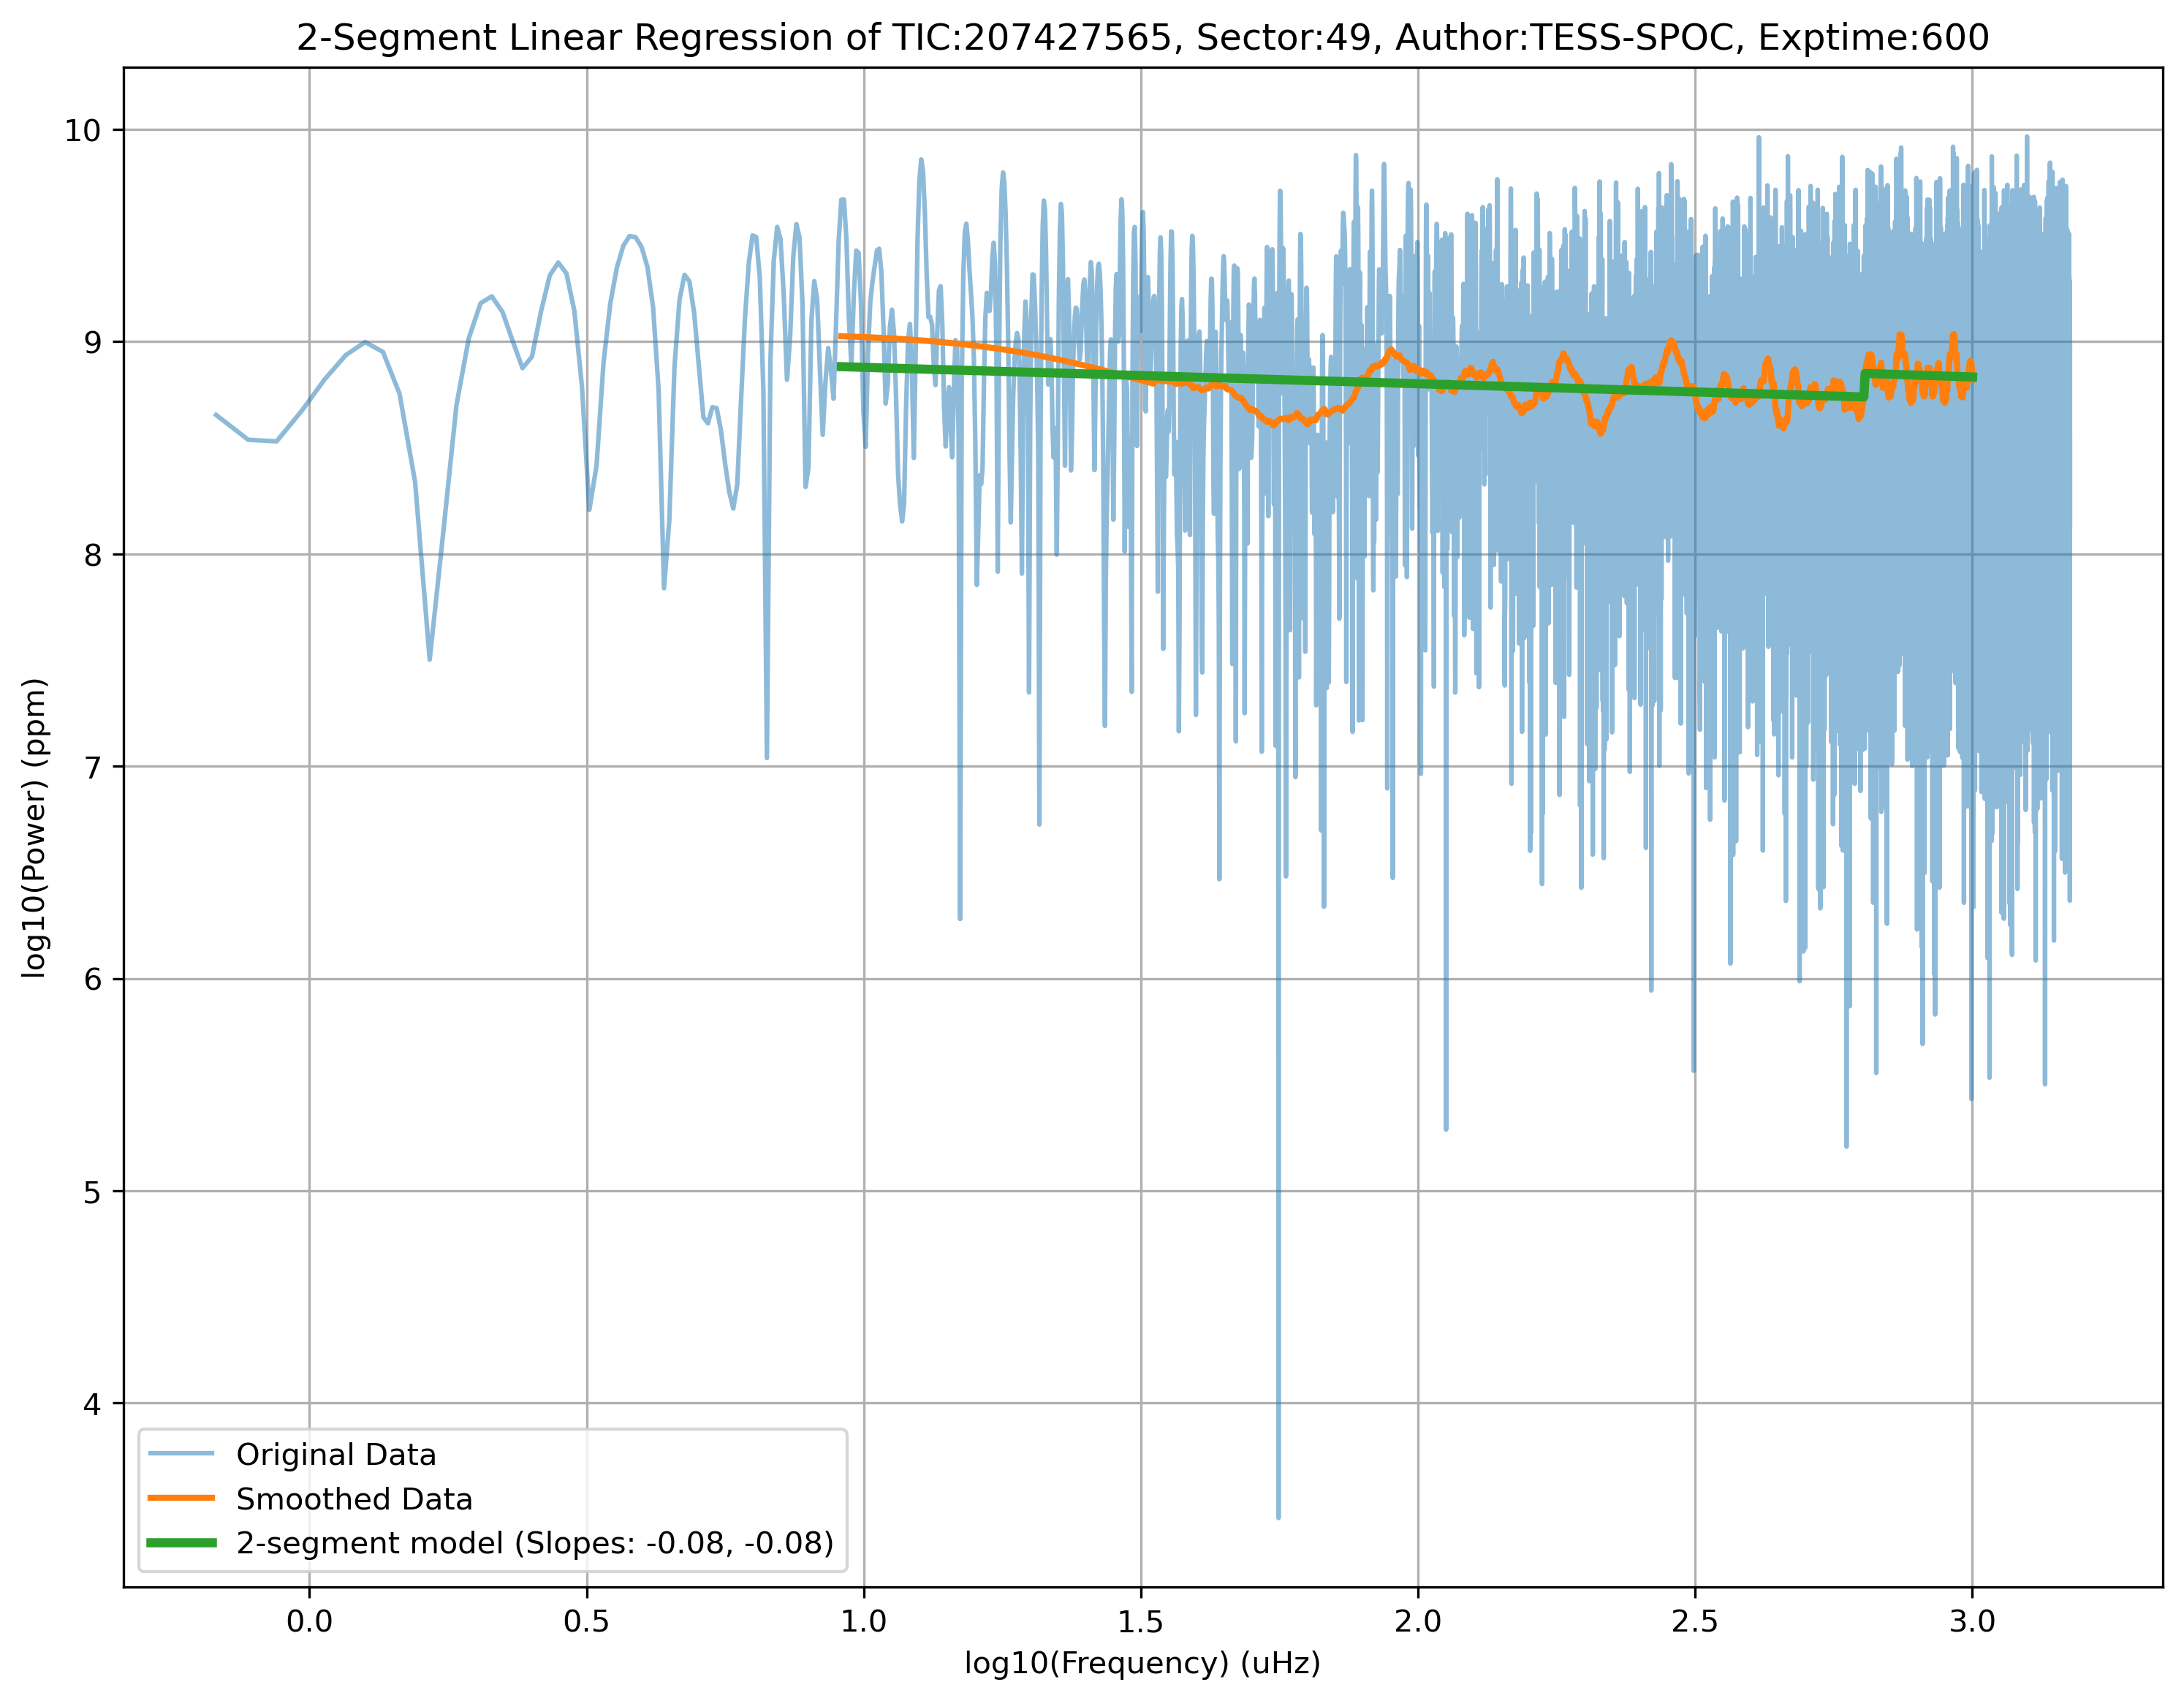 2-Segment Linear Regression of TIC:207427565, Sector:49, Author:TESS-SPOC, Exptime:600
10
9
8
7
6
5
4
log10(Power) (ppm)
Original Data
Smoothed Data
2-segment model (Slopes: -0.08, -0.08)
0.0 0.5 1.0 1.5 2.0 2.5 3.0
log10(Frequency) (uHz)